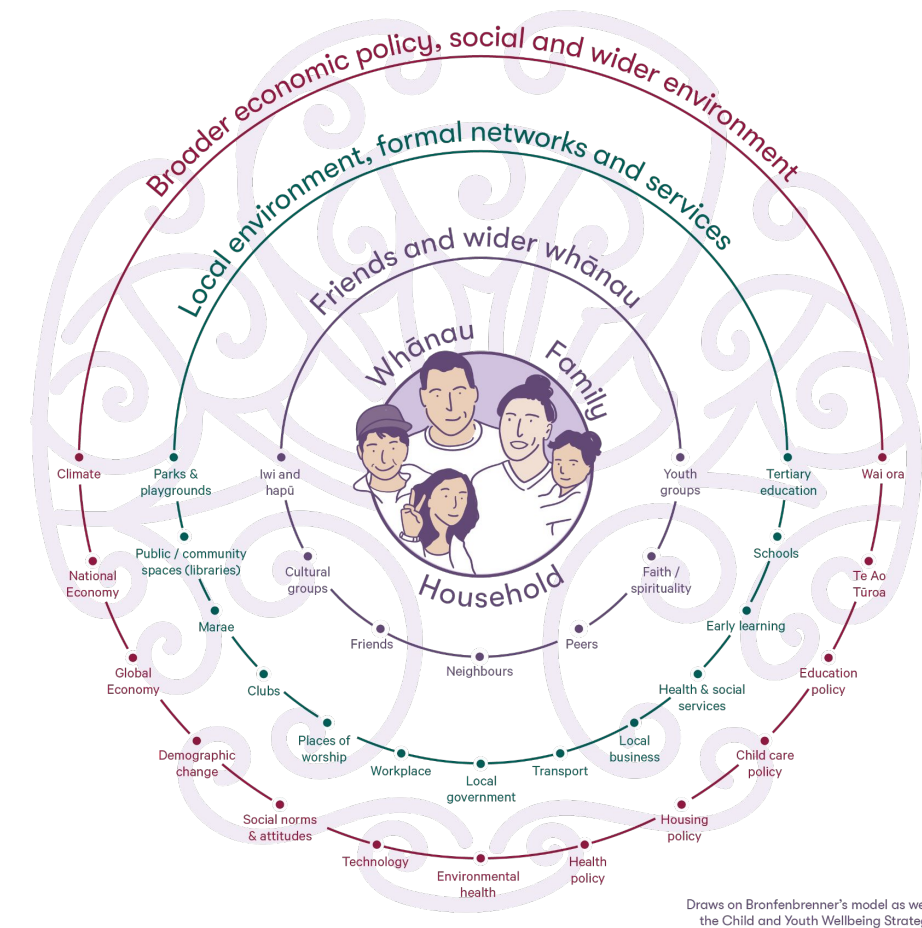 Broader economic policy, social and wider environment
Local environment, formal networks and services
Friends and wider whānau
Whānau
Family
Household
Climate
National
Economy
Global
Economy
Demographic
change
Social norms
& attitudes
Technology
Environmental
health
Health
policy
Housing
policy
Child care
policy
Education
policy
Te Ao
Tūroa
Wai ora
Parks &
playgrounds
Public / community
spaces (libraries)
Marae
Clubs
Places of
worship
Workplace
Local
government
Transport
Local
business
Health & social
services
Early learning
Schools
Tertiary
education
Iwi and
hapū
Cultural
groups
Friends
Neighbours
Peers
Faith /
spirituality
Youth
groups
Draws on Bronfenbrenner's model as we
the Child and Youth Wellbeing Strate